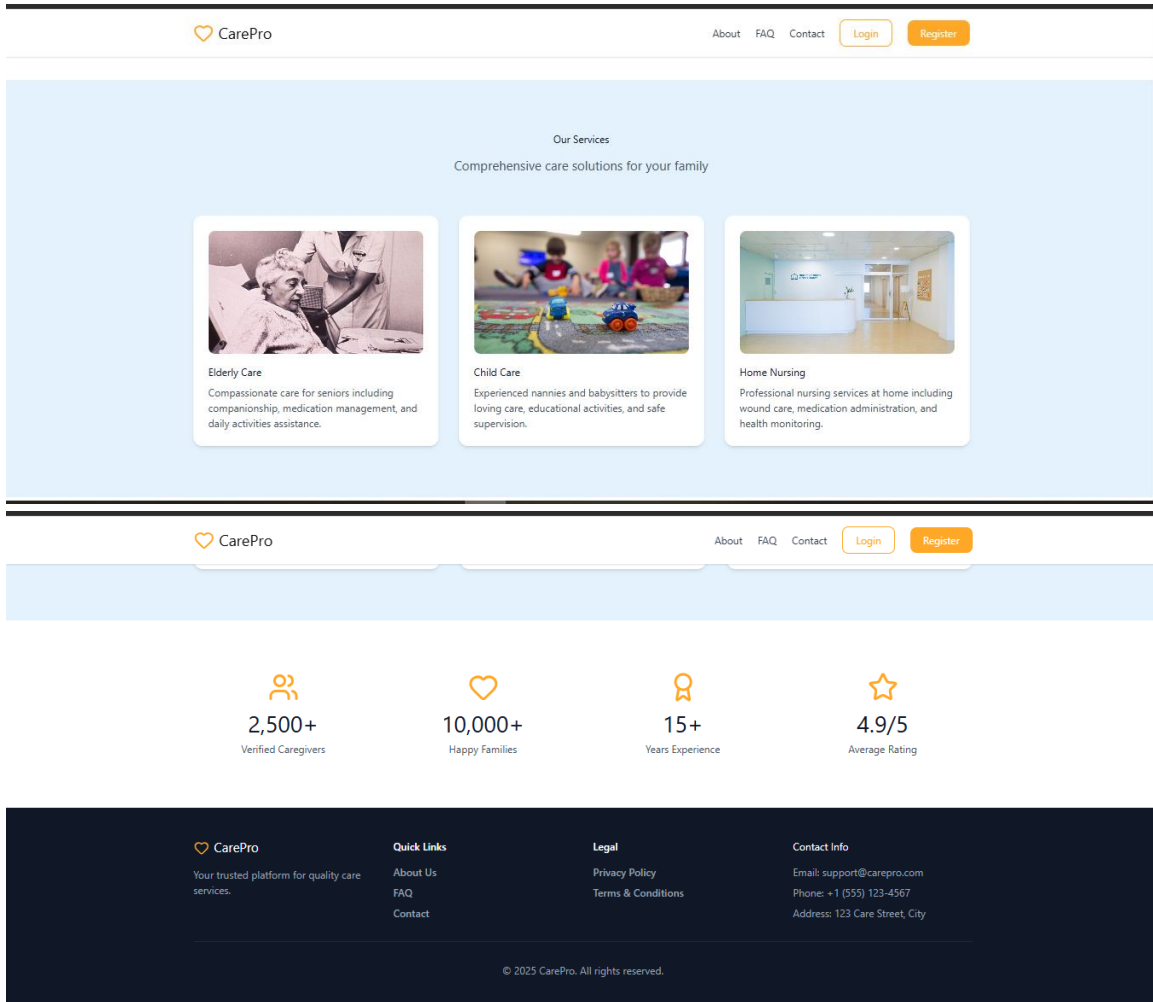 CarePro
About FAQ Contact Login Register
Our Services
Comprehensive care solutions for your family
Elderly Care
Compassionate care for seniors including
companionship, medication management, and
daily activities assistance.
Child Care
Experienced nannies and babysitters to provide
loving care, educational activities, and safe
supervision.
Home Nursing
Professional nursing services at home including
wound care, medication administration, and
health monitoring.
CarePro
About FAQ Contact Login Register
2,500+
Verified Caregivers
10,000+
Happy Families
15+
Years Experience
4.9/5
Average Rating
CarePro
Your trusted platform for quality care
services.
Quick Links
About Us
FAQ
Contact
Legal
Privacy Policy
Terms & Conditions
Contact Info
Email: support@carepro.com
Phone: +1 (555) 123-4567
Address: 123 Care Street, City
© 2025 CarePro. All rights reserved.